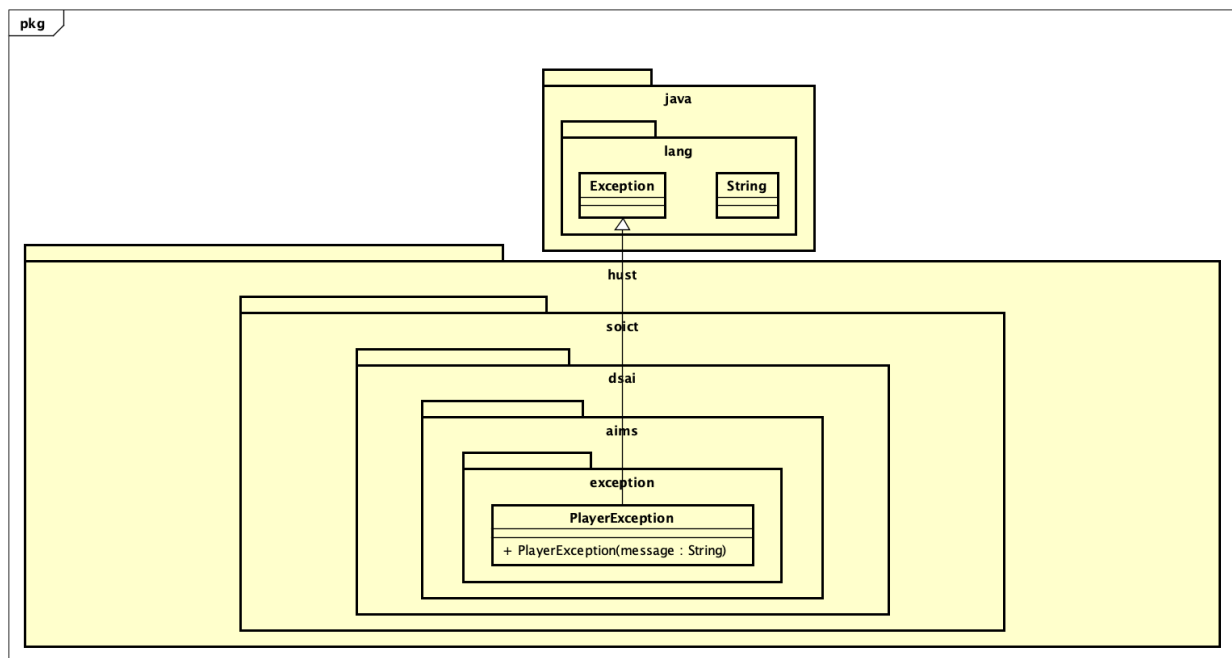 pkg
java
lang
Exception
String
hust
soict
dsai
aims
exception
PlayerException
+ PlayerException(message : String)